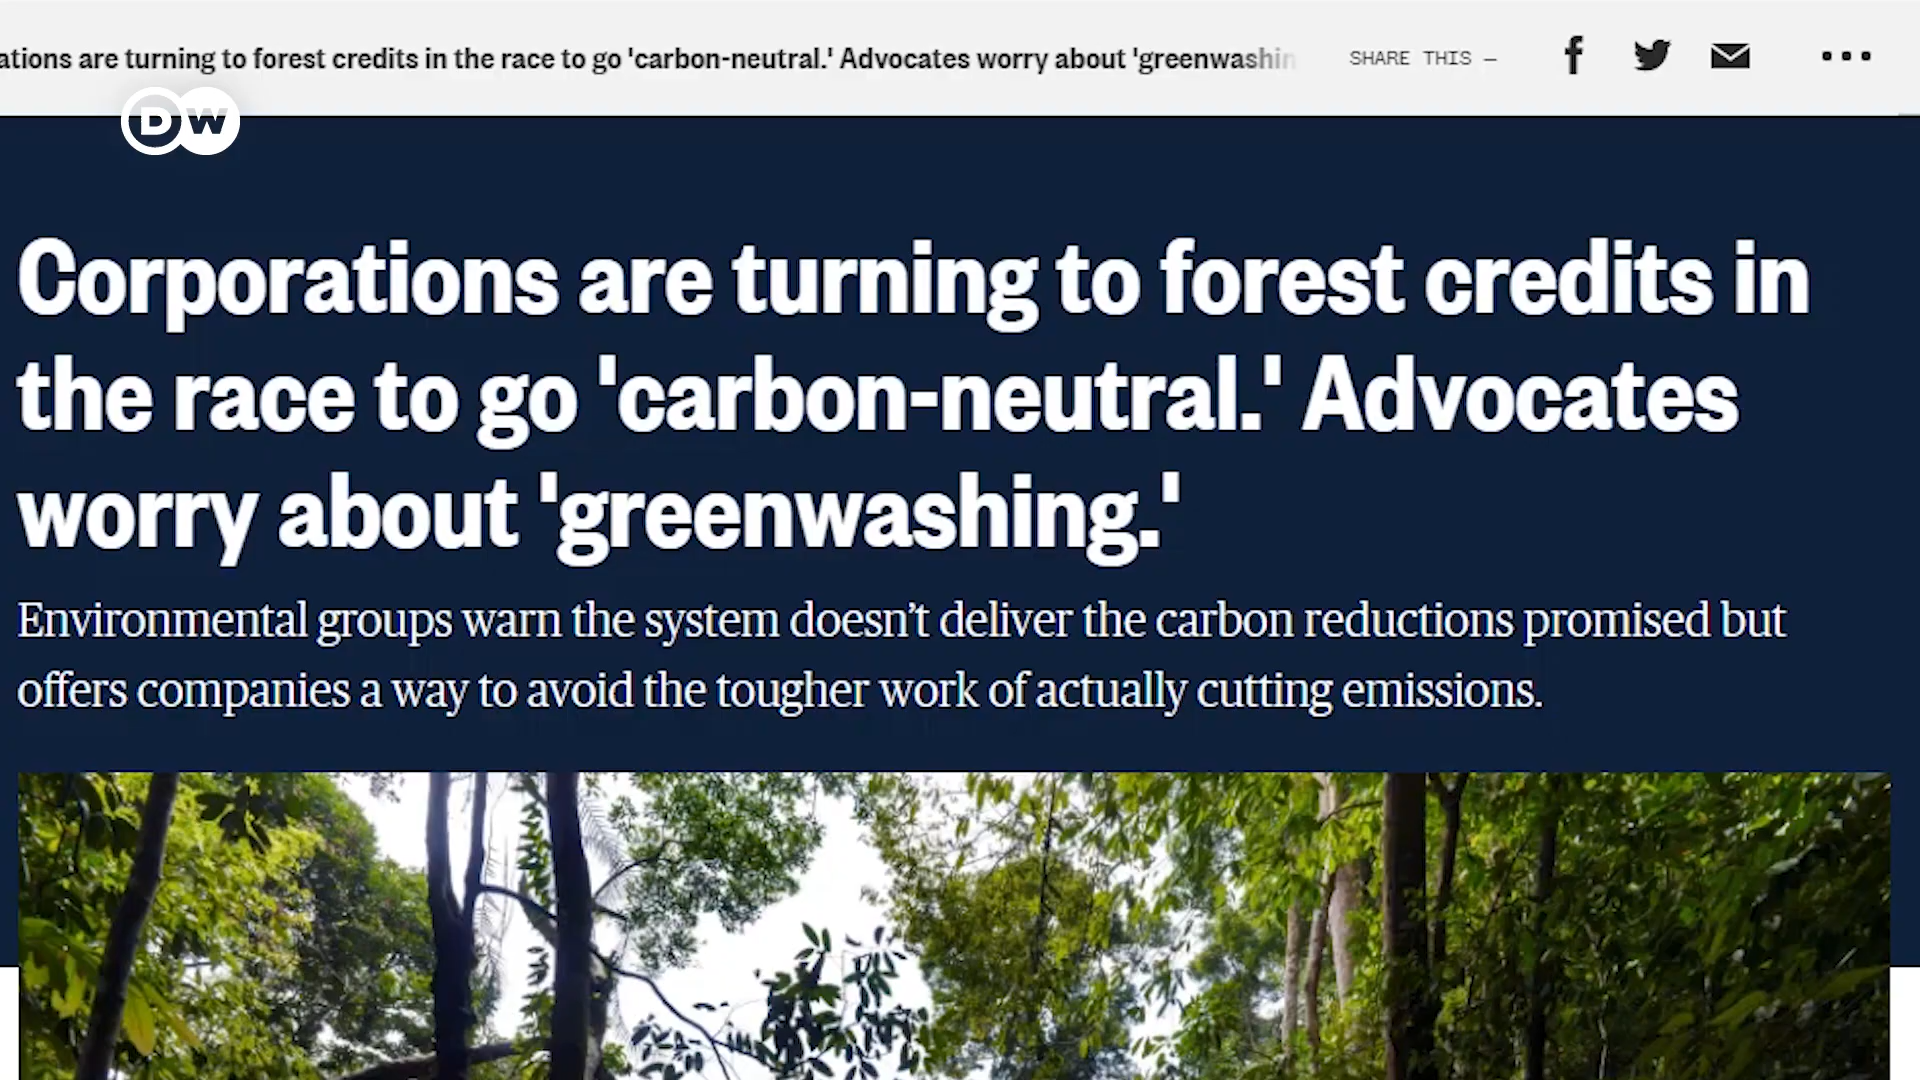 ations are turning to forest credits in the race to go 'carbon-neutral.' Advocates worry about 'greenwashin
SHARE THIS —
DW
Corporations are turning to forest credits in
the race to go 'carbon-neutral.' Advocates
worry about 'greenwashing.'
Environmental groups warn the system doesn’t deliver the carbon reductions promised but
offers companies a way to avoid the tougher work of actually cutting emissions.